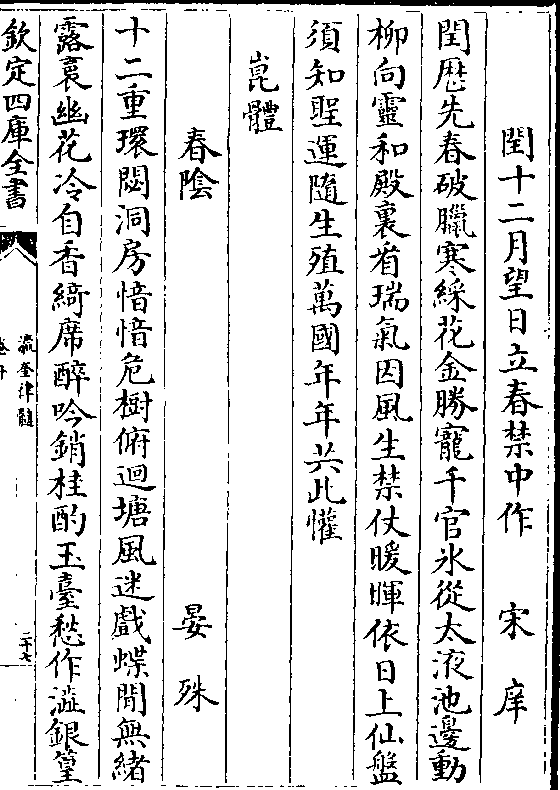 閏十二月望日立春禁中作 宋庠
閏厯先春破臘寒綵花金勝寵千官氷從太液池邊動
柳向靈和殿裏看瑞氣因風生禁仗暖暉依日上仙盤
須知聖運隨生殖萬國年年共此懽
崑體
春隂 晏殊
十二重環閟洞房愔愔危樹俯迴塘風迷戲蝶閒無緒
露裛幽花冷自香綺席醉吟銷桂酌玉臺愁作澁銀篁
欽定四庫全書
瀛奎律髓
二十七